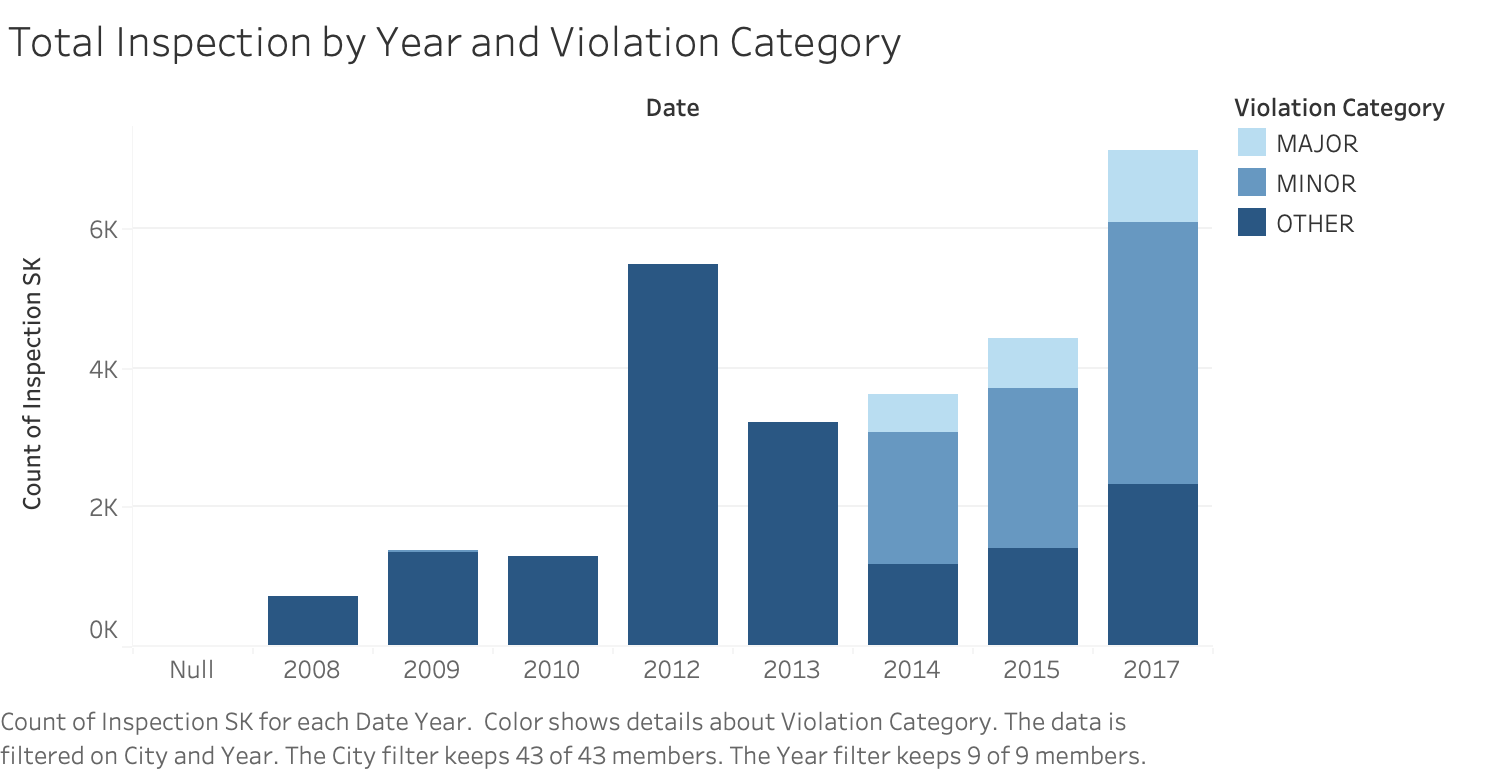 Total Inspection by Year and Violation Category
Date
Violation Category
MAJOR
MINOR
OTHER
Count of Inspection SK
6K
4K
2K
0K
Null 2008 2009 2010 2012 2013 2014 2015 2017
Count of Inspection SK for each Date Year. Color shows details about Violation Category. The data is
filtered on City and Year. The City filter keeps 43 of 43 members. The Year filter keeps 9 of 9 members.